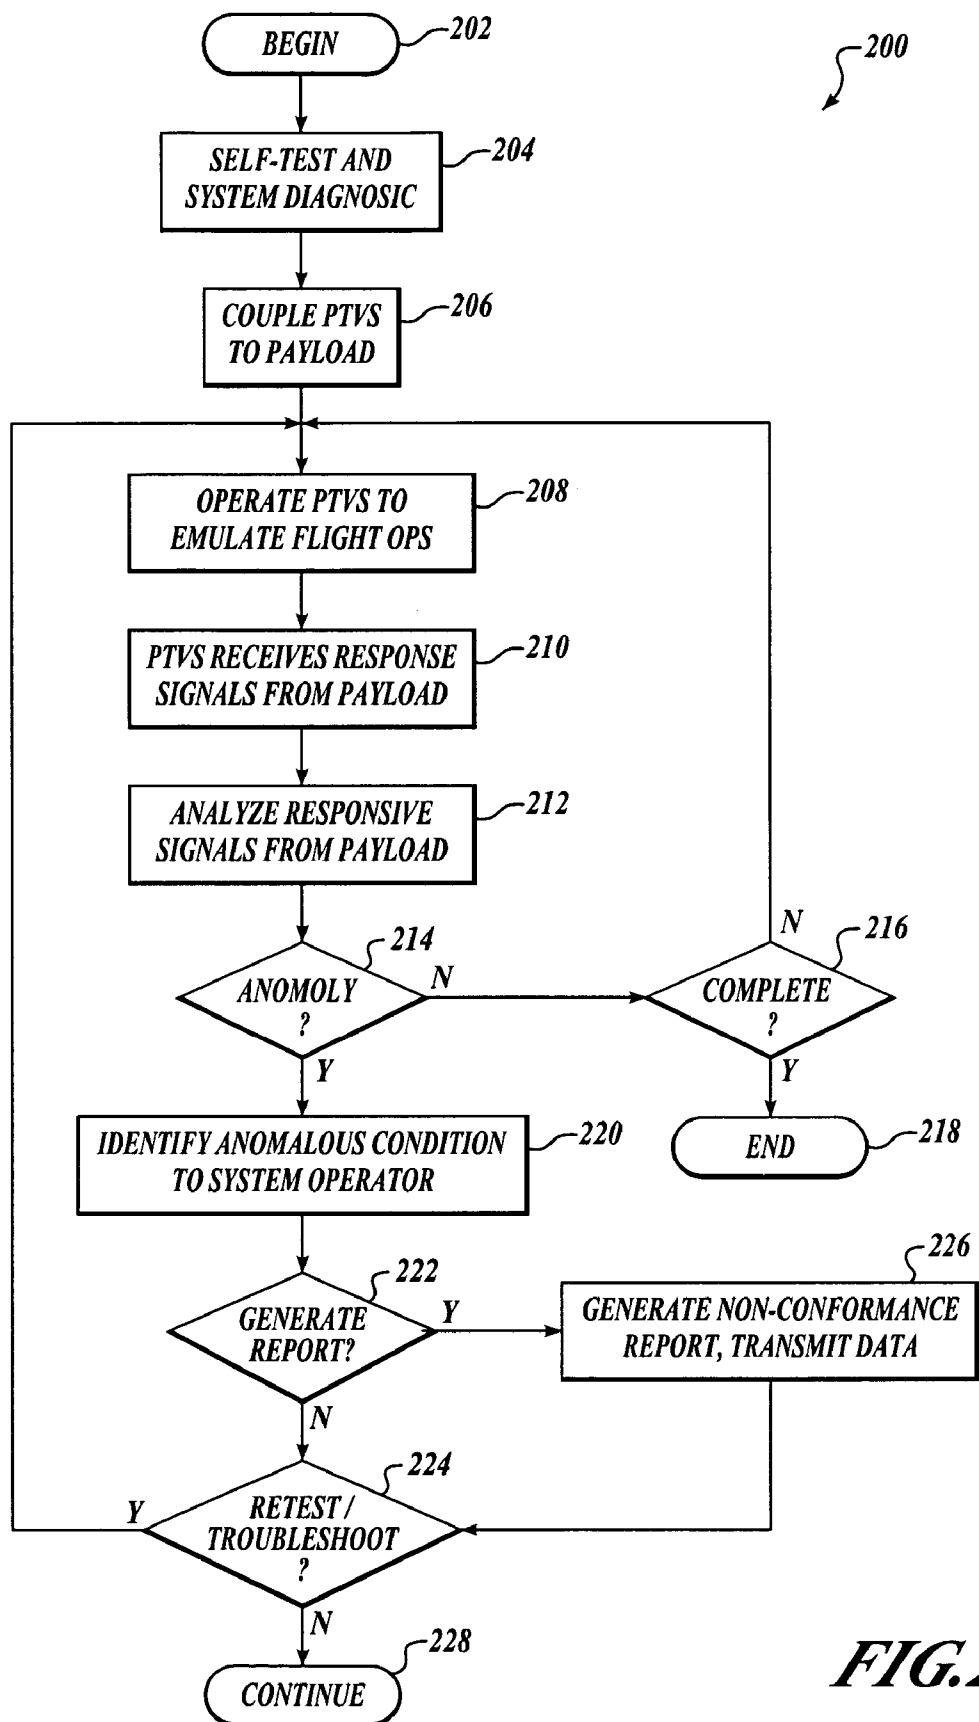 BEGIN
202
200
SELF-TEST AND
SYSTEM DIAGNOSIC
204
COUPLE PTVS
TO PAYLOAD
206
OPERATE PTVS TO
EMULATE FLIGHT OPS
208
PTVS RECEIVES RESPONSE
SIGNALS FROM PAYLOAD
210
ANALYZE RESPONSIVE
SIGNALS FROM PAYLOAD
212
ANOMOLY
?
214
N
Y
COMPLETE
?
216
N
Y
END
218
IDENTIFY ANOMALOUS CONDITION
TO SYSTEM OPERATOR
220
GENERATE
REPORT?
222
Y
N
GENERATE NON-CONFORMANCE
REPORT, TRANSMIT DATA
226
RETEST /
TROUBLESHOOT
?
224
Y
N
CONTINUE
228
FIG.